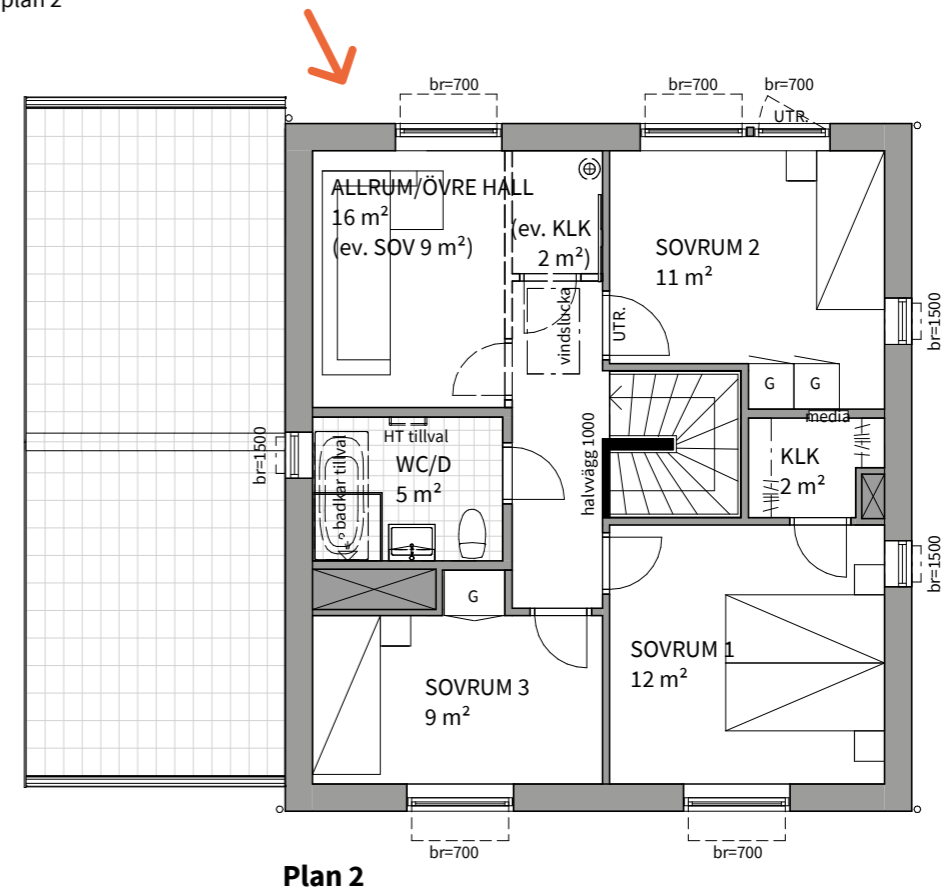 plan 2
br=700
br=700
br=700
UTR.
ALLRUM/ÖVRE HALL
16 m²
(ev. SOV 9 m²)
(ev. KLK
2 m²)
SOVRUM 2
11 m²
vindslucka
UTR.
br=1500
G
G
media
br=1500
HT tillval
WC/D
5 m²
badkar tillval
halvvägg 1000
KLK
2 m²
br=1500
G
SOVRUM 1
12 m²
SOVRUM 3
9 m²
br=700
br=700
Plan 2